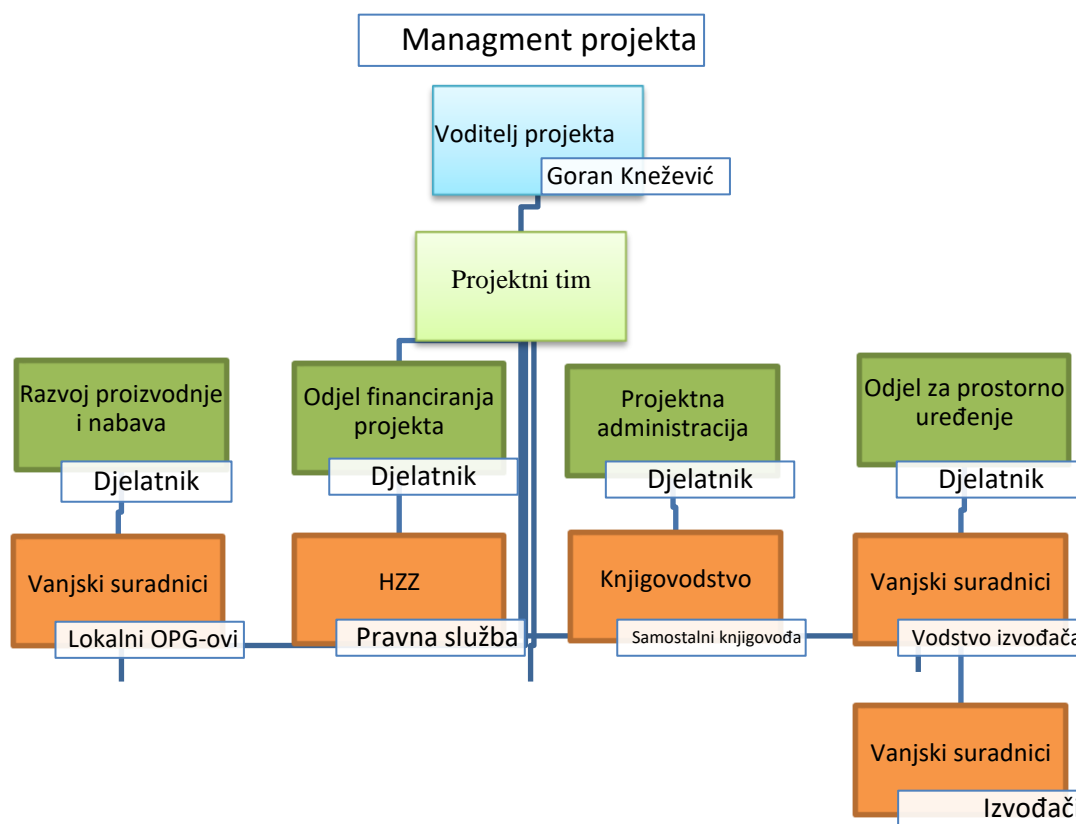 Managment projekta
Voditelj projekta
Goran Knežević
Projektni tim
Razvoj proizvodnje
i nabava
Djelatnik
Odjel financiranja
projekta
Djelatnik
Projektna
administracija
Djelatnik
Odjel za prostorno
uređenje
Djelatnik
Vanjski suradnici
Lokalni OPG-ovi
HZZ
Pravna služba
Knjigovodstvo
Samostalni knjigovođa
Vanjski suradnici
Vodstvo izvođača
Vanjski suradnici
Izvođači